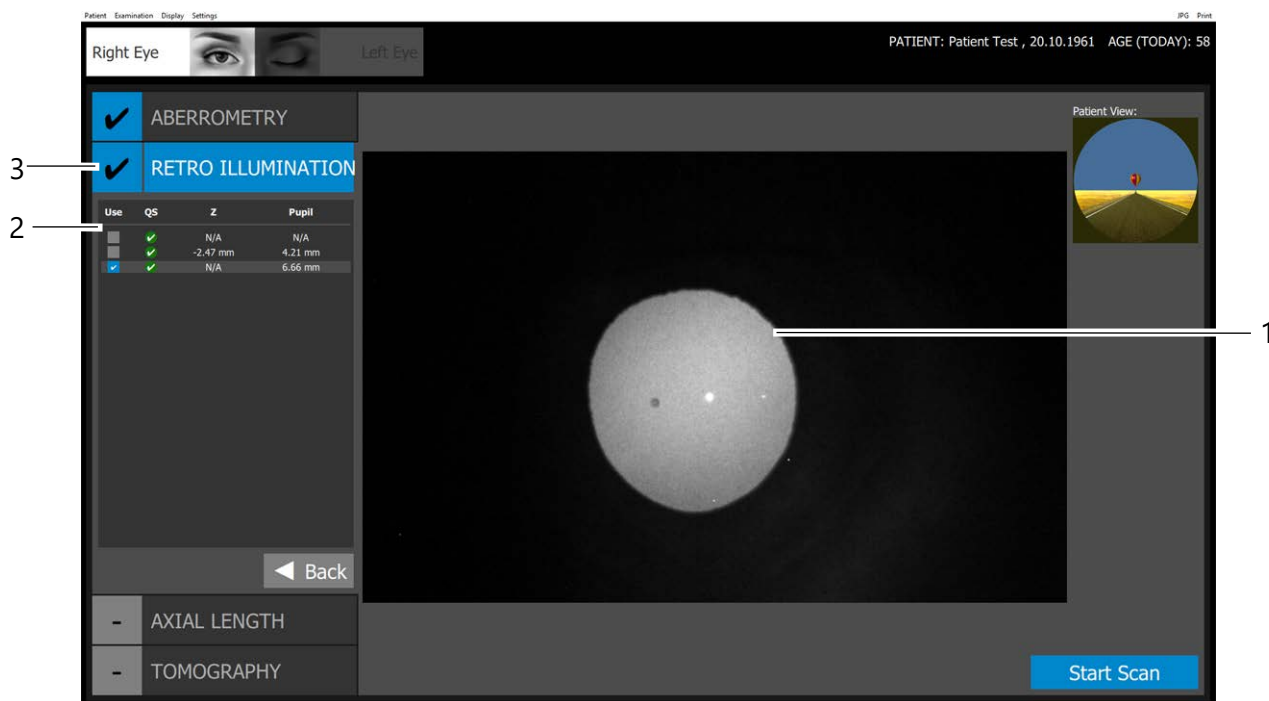 Patient Examination Display Settings JPG Print
Right Eye Left Eye PATIENT: Patient Test , 20.10.1961 AGE (TODAY): 58
✔ ABERROMETRY
Patient View:
3 ✔ RETRO ILLUMINATION
Use QS Z Pupil
2
N/A N/A
-2.47 mm 4.21 mm
N/A 6.66 mm
1
◀ Back
- AXIAL LENGTH
- TOMOGRAPHY
Start Scan